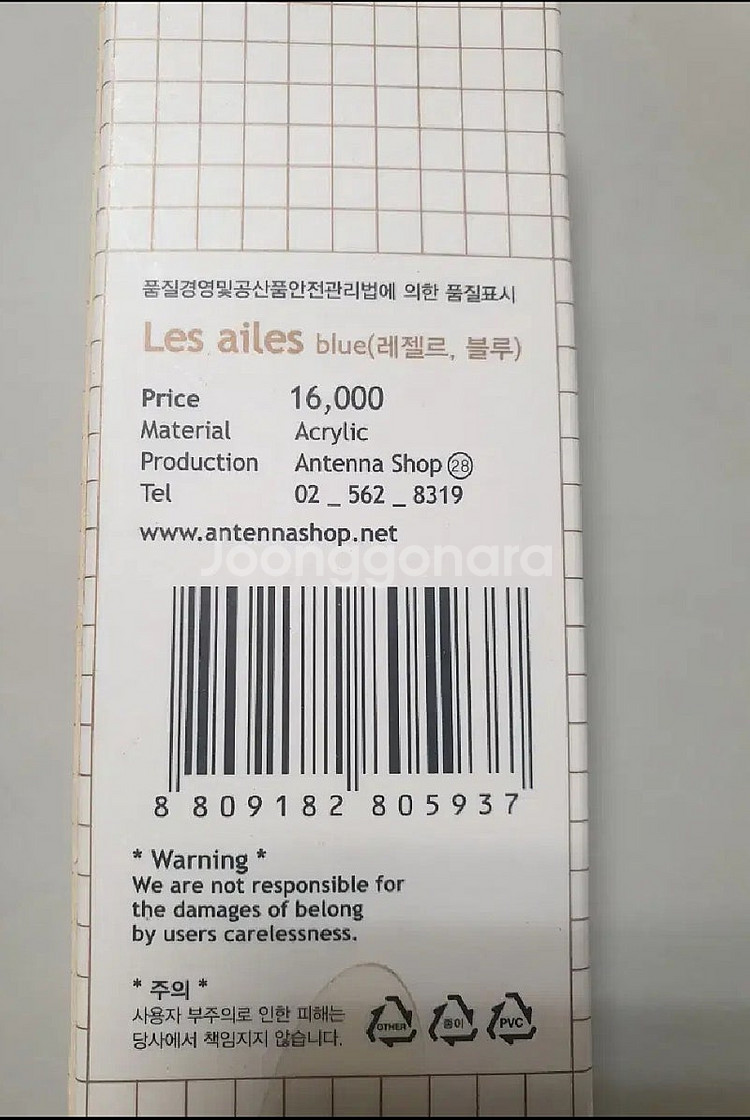 품질경영및공산품안전관리법에 의한 품질표시
Les ailes blue(레젤르, 블루)
Price 16,000
Material Acrylic
Production Antenna Shop 28
Tel 02 _ 562 _ 8319
www.antennashop.net
Joonggonara
8 809182 805937
* Warning *
We are not responsible for
the damages of belong
by users carelessness.
* 주의 *
사용자 부주의로 인한 피해는
당사에서 책임지지 않습니다.
OTHER 종이 PVC